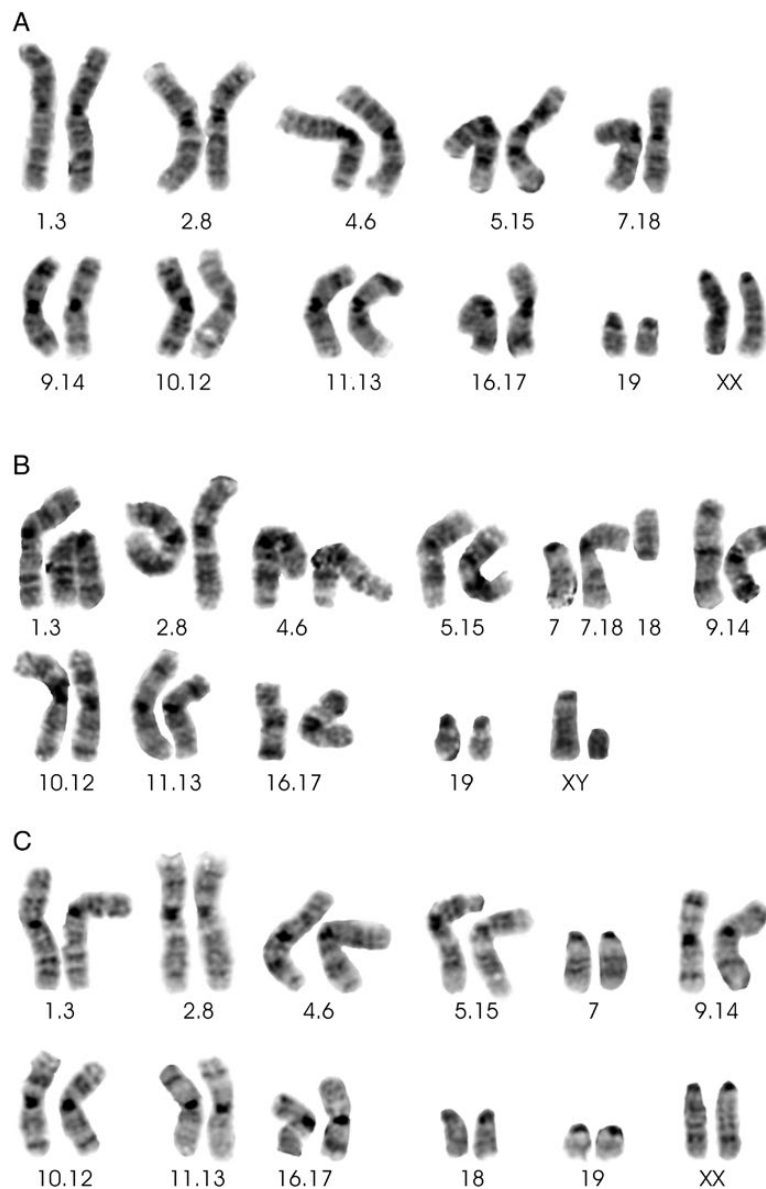 A
1.3 2.8 4.6 5.15 7.18
9.14 10.12 11.13 16.17 19 XX
B
1.3 2.8 4.6 5.15 7 7.18 18 9.14
10.12 11.13 16.17 19 XY
C
1.3 2.8 4.6 5.15 7 9.14
10.12 11.13 16.17 18 19 XX